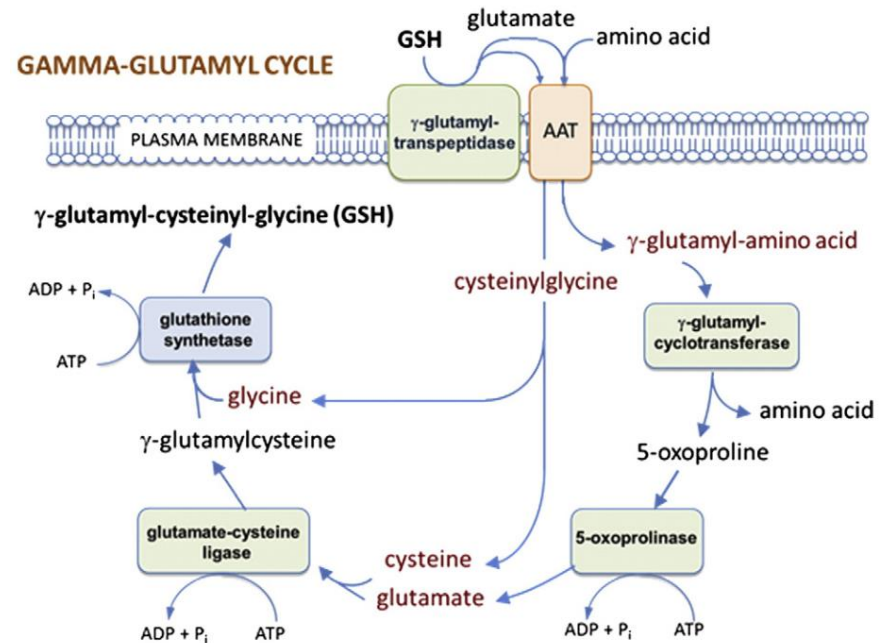 glutamate
GSH
amino acid
GAMMA-GLUTAMYL CYCLE
γ-glutamyl-
transpeptidase
AAT
PLASMA MEMBRANE
γ-glutamyl-cysteinyl-glycine (GSH)
γ-glutamyl-amino acid
cysteinylglycine
ADP + Pi
glutathione
synthetase
ATP
γ-glutamyl-
cyclotransferase
glycine
amino acid
γ-glutamylcysteine
5-oxoproline
glutamate-cysteine
ligase
5-oxoprolinase
cysteine
glutamate
ADP + Pi
ATP
ADP + Pi
ATP